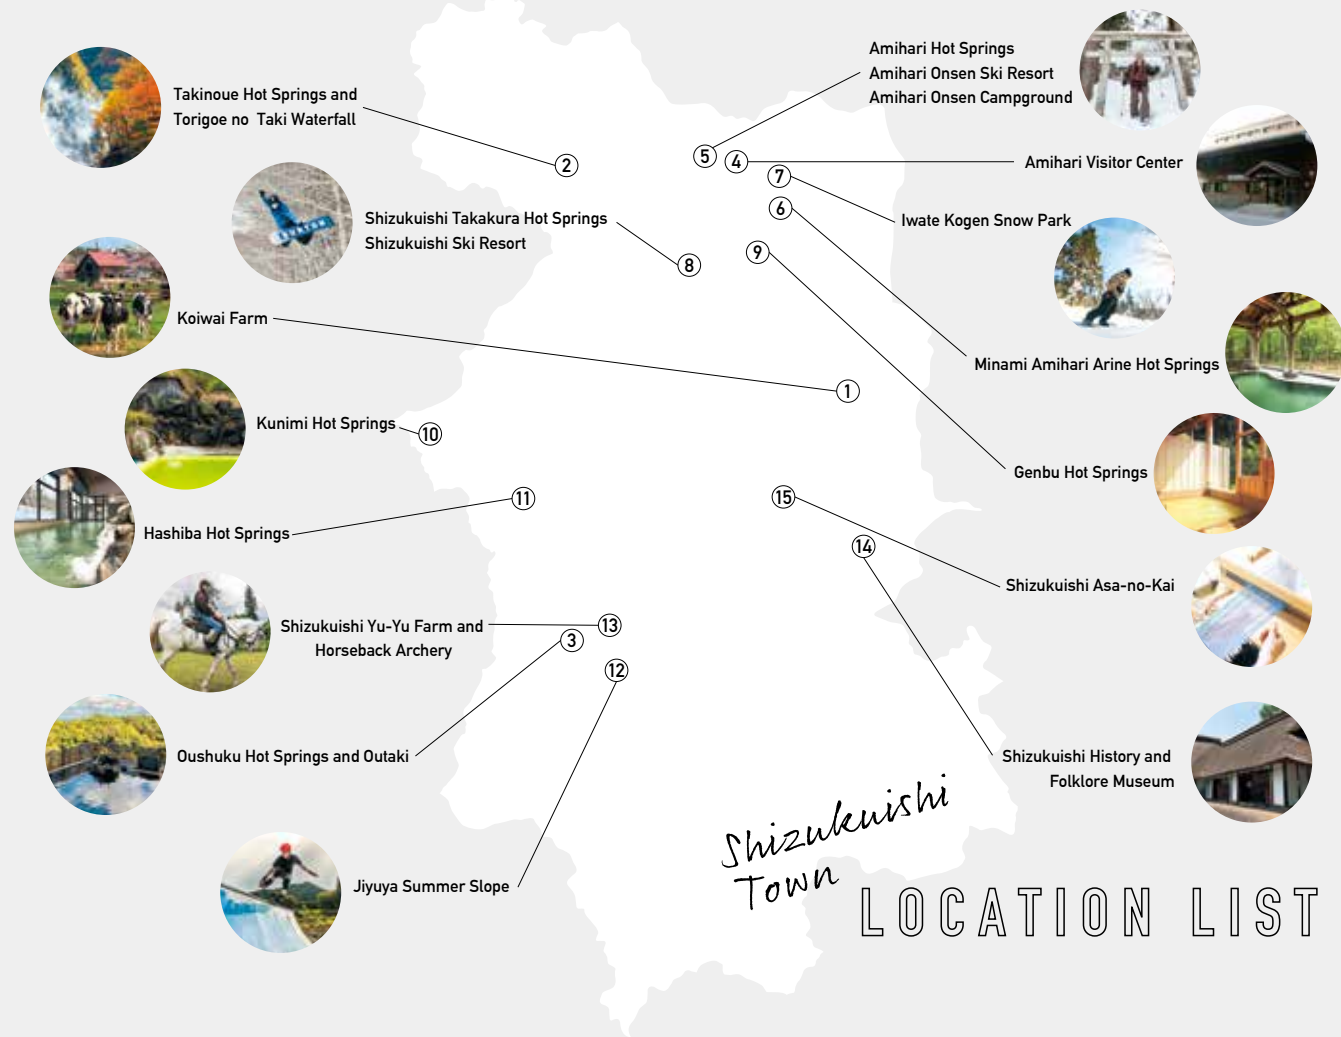 Amihari Hot Springs
Amihari Onsen Ski Resort
Amihari Onsen Campground
Takinoue Hot Springs and
Torigoe no Taki Waterfall
5
4
2
7
Amihari Visitor Center
6
Iwate Kogen Snow Park
Shizukuishi Takakura Hot Springs
Shizukuishi Ski Resort
9
8
Koiwai Farm
Minami Amihari Arine Hot Springs
1
Kunimi Hot Springs
10
Genbu Hot Springs
11
15
Hashiba Hot Springs
14
Shizukuishi Asa-no-Kai
Shizukuishi Yu-Yu Farm and
Horseback Archery
13
3
12
Oushuku Hot Springs and Outaki
Shizukuishi History and
Folklore Museum
Shizukuishi
Town
Jiyuya Summer Slope
LOCATION LIST